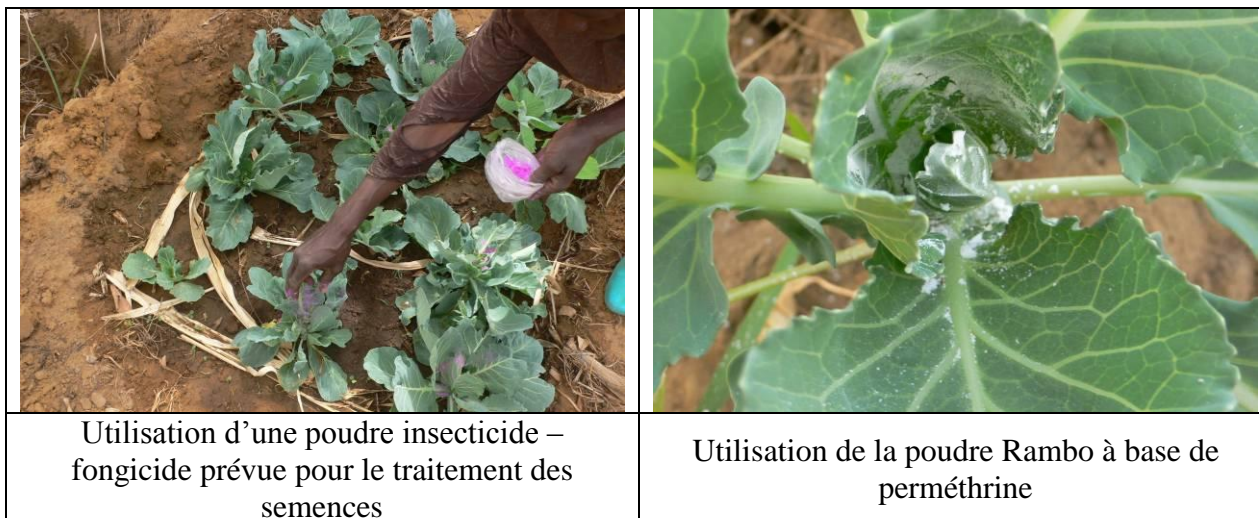 Utilisation d’une poudre insecticide –
fongicide prévue pour le traitement des
semences
Utilisation de la poudre Rambo à base de
perméthrine